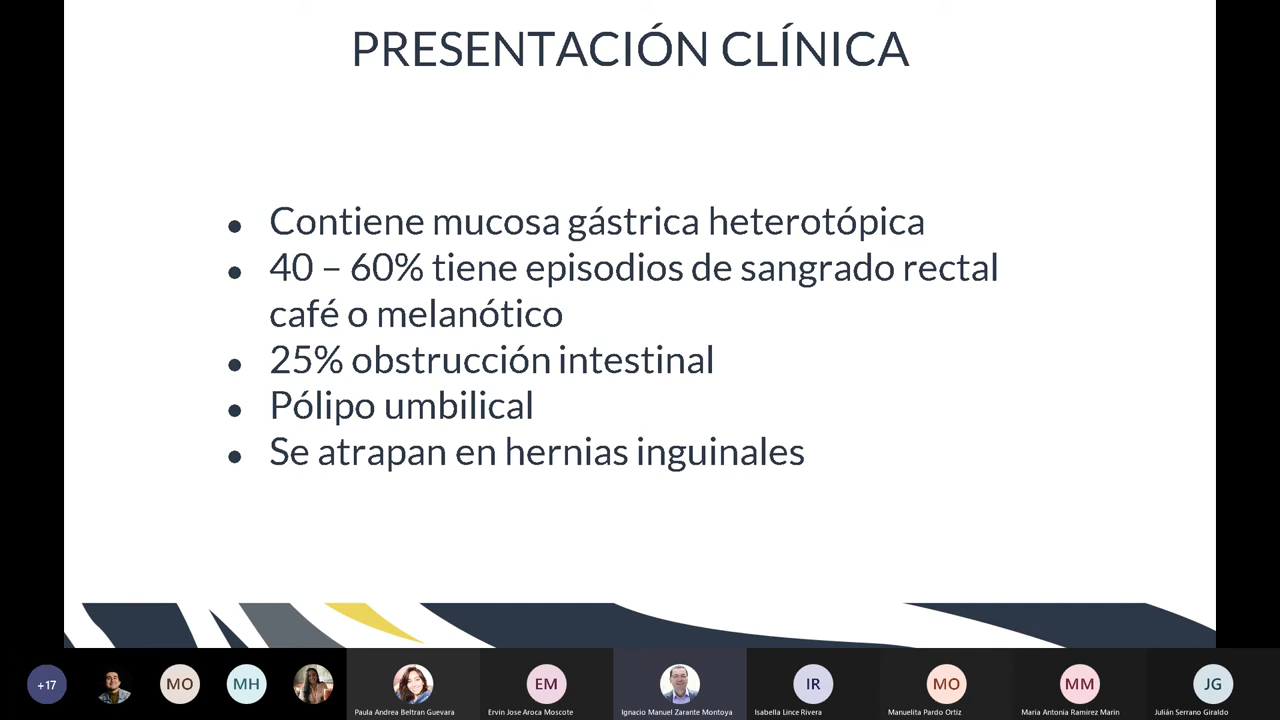 PRESENTACIÓN CLÍNICA
● Contiene mucosa gástrica heterotópica
● 40 – 60% tiene episodios de sangrado rectal
café o melanótico
● 25% obstrucción intestinal
● Pólipo umbilical
● Se atrapan en hernias inguinales
+17
MO
MH
EM
IR
MO
MM
JG
Paula Andrea Beltran Guevara
Ervin Jose Aroca Moscote
Ignacio Manuel Zarante Montoya
Isabella Lince Rivera
Manuelita Pardo Ortiz
Maria Antonia Ramirez Marin
Julián Serrano Giraldo